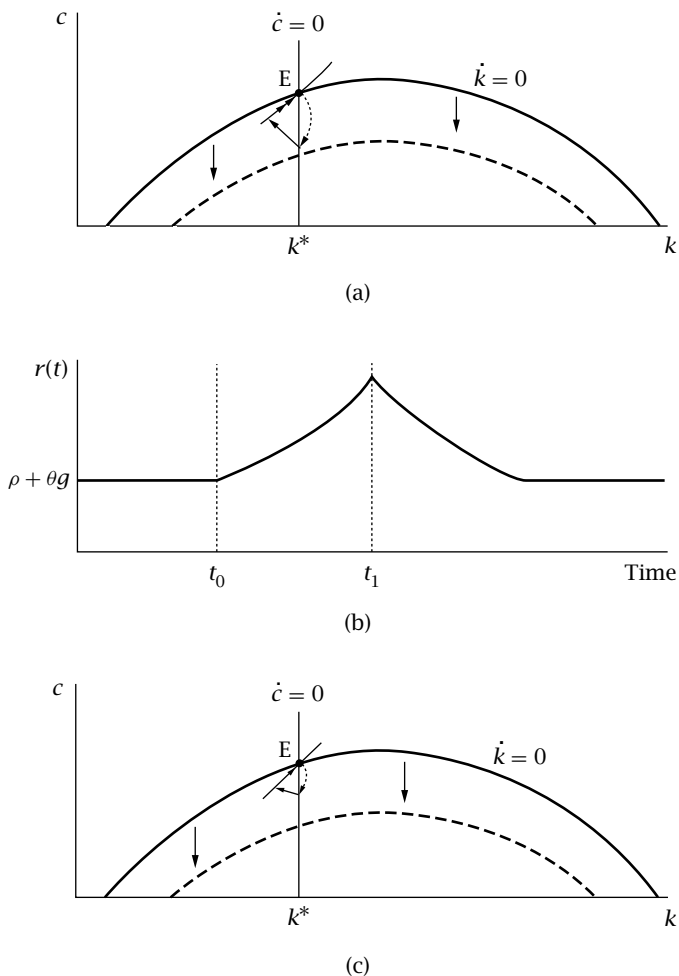 c
ċ = 0
E
k̇ = 0
k*
k
(a)
r(t)
ρ + θg
t₀
t₁
Time
(b)
c
ċ = 0
E
k̇ = 0
k*
k
(c)